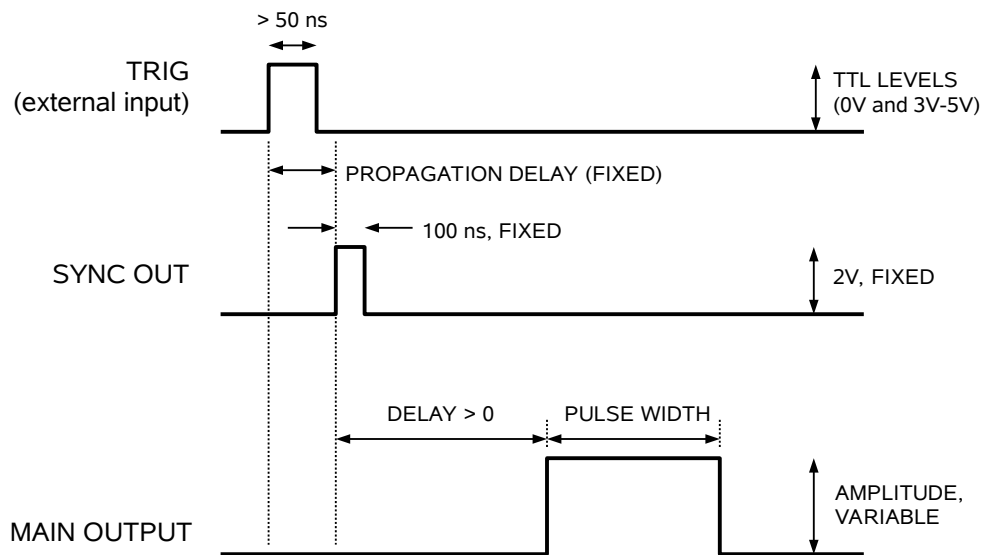 > 50 ns
TRIG
(external input)
TTL LEVELS
(0V and 3V-5V)
PROPAGATION DELAY (FIXED)
100 ns, FIXED
SYNC OUT
2V, FIXED
DELAY > 0
PULSE WIDTH
AMPLITUDE,
VARIABLE
MAIN OUTPUT